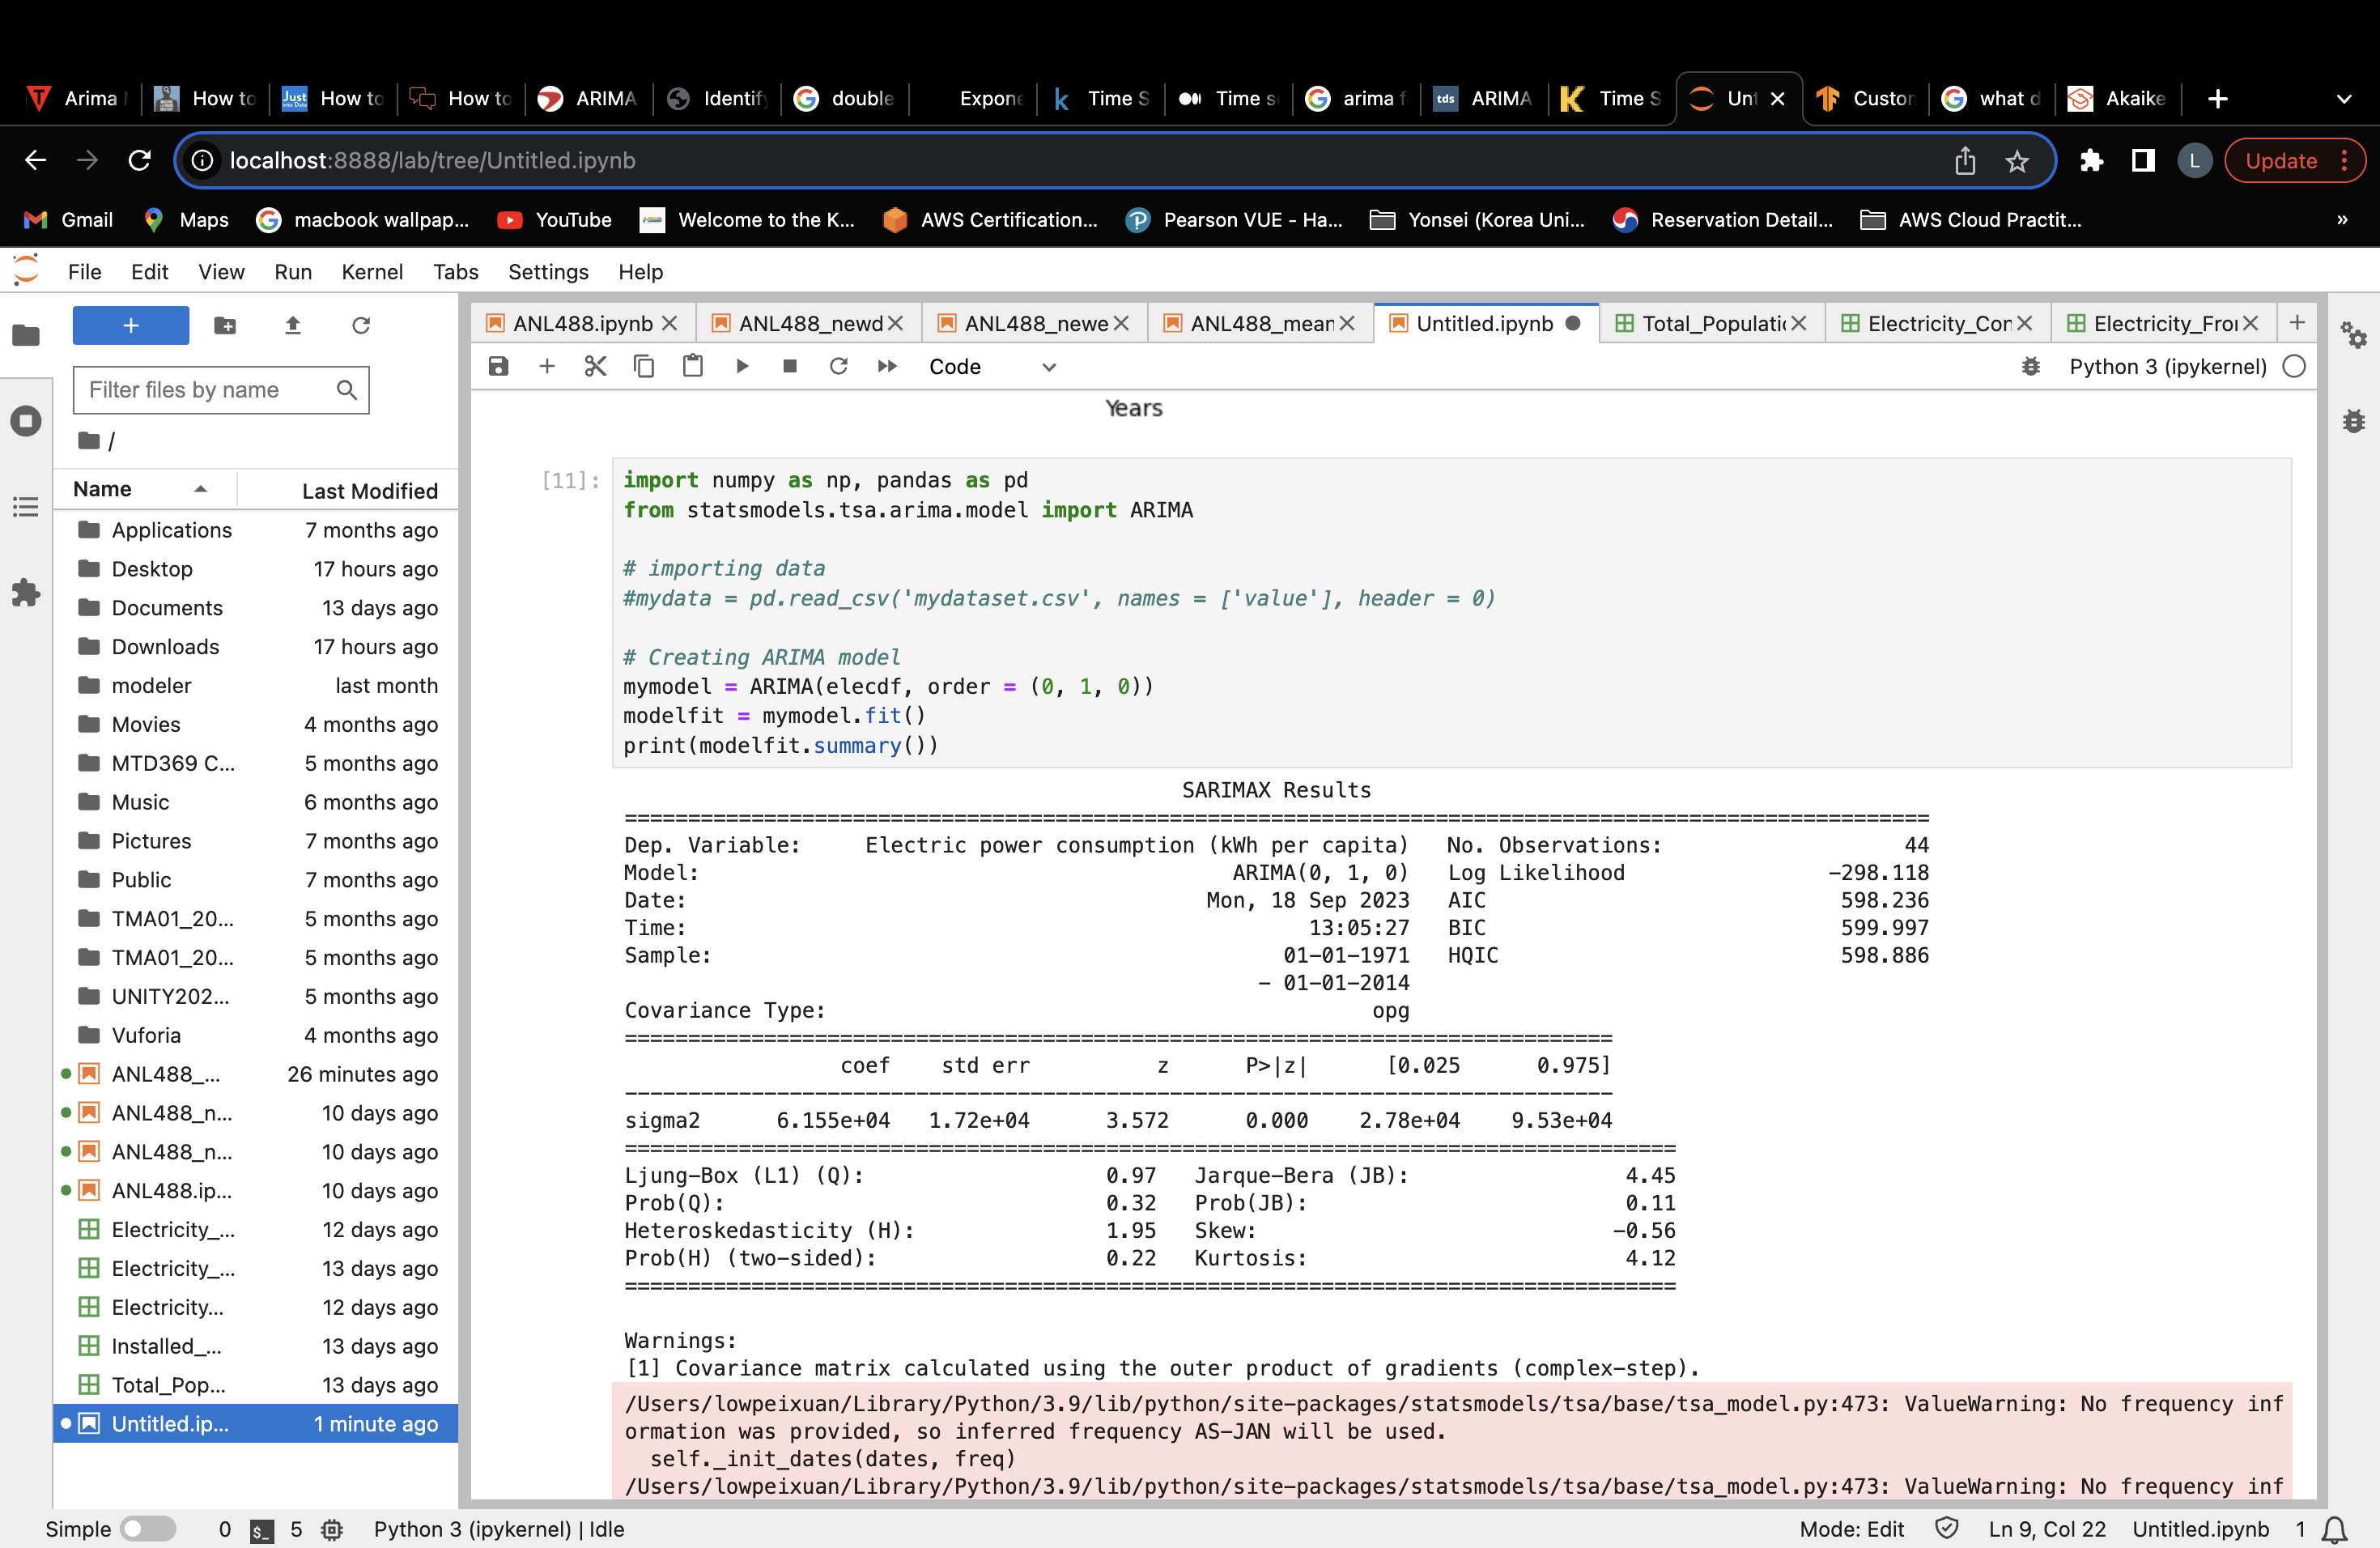 Arima
How to
How to
How to
ARIMA
Identify
double
Expone
Time S
Time s
arima f
ARIMA
Time S
Unt
Custom
what d
Akaike
localhost:8888/lab/tree/Untitled.ipynb
L
Update
Gmail
Maps
macbook wallpap...
YouTube
Welcome to the K...
AWS Certification...
Pearson VUE - Ha...
Yonsei (Korea Uni...
Reservation Detail...
AWS Cloud Practit...
»
File Edit View Run Kernel Tabs Settings Help
Filter files by name
/
Name Last Modified
Applications 7 months ago
Desktop 17 hours ago
Documents 13 days ago
Downloads 17 hours ago
modeler last month
Movies 4 months ago
MTD369 C... 5 months ago
Music 6 months ago
Pictures 7 months ago
Public 7 months ago
TMA01_20... 5 months ago
TMA01_20... 5 months ago
UNITY202... 5 months ago
Vuforia 4 months ago
ANL488_... 26 minutes ago
ANL488_n... 10 days ago
ANL488_n... 10 days ago
ANL488.ip... 10 days ago
Electricity_... 12 days ago
Electricity_... 13 days ago
Electricity... 12 days ago
Installed_... 13 days ago
Total_Pop... 13 days ago
Untitled.ip... 1 minute ago
ANL488.ipynb
ANL488_newd
ANL488_newe
ANL488_mean
Untitled.ipynb
Total_Populati
Electricity_Con
Electricity_Fro
Code
Python 3 (ipykernel)
Years
[11]:
import numpy as np, pandas as pd
from statsmodels.tsa.arima.model import ARIMA
# importing data
#mydata = pd.read_csv('mydataset.csv', names = ['value'], header = 0)
# Creating ARIMA model
mymodel = ARIMA(elecdf, order = (0, 1, 0))
modelfit = mymodel.fit()
print(modelfit.summary())
SARIMAX Results
Dep. Variable: Electric power consumption (kWh per capita) No. Observations: 44
Model: ARIMA(0, 1, 0) Log Likelihood -298.118
Date: Mon, 18 Sep 2023 AIC 598.236
Time: 13:05:27 BIC 599.997
Sample: 01-01-1971 HQIC 598.886
- 01-01-2014
Covariance Type: opg
coef std err z P>|z| [0.025 0.975]
sigma2 6.155e+04 1.72e+04 3.572 0.000 2.78e+04 9.53e+04
Ljung-Box (L1) (Q): 0.97 Jarque-Bera (JB): 4.45
Prob(Q): 0.32 Prob(JB): 0.11
Heteroskedasticity (H): 1.95 Skew: -0.56
Prob(H) (two-sided): 0.22 Kurtosis: 4.12
Warnings:
[1] Covariance matrix calculated using the outer product of gradients (complex-step).
/Users/lowpeixuan/Library/Python/3.9/lib/python/site-packages/statsmodels/tsa/base/tsa_model.py:473: ValueWarning: No frequency inf
ormation was provided, so inferred frequency AS-JAN will be used.
self._init_dates(dates, freq)
/Users/lowpeixuan/Library/Python/3.9/lib/python/site-packages/statsmodels/tsa/base/tsa_model.py:473: ValueWarning: No frequency inf
Simple 0 5 Python 3 (ipykernel) | Idle
Mode: Edit Ln 9, Col 22 Untitled.ipynb 1